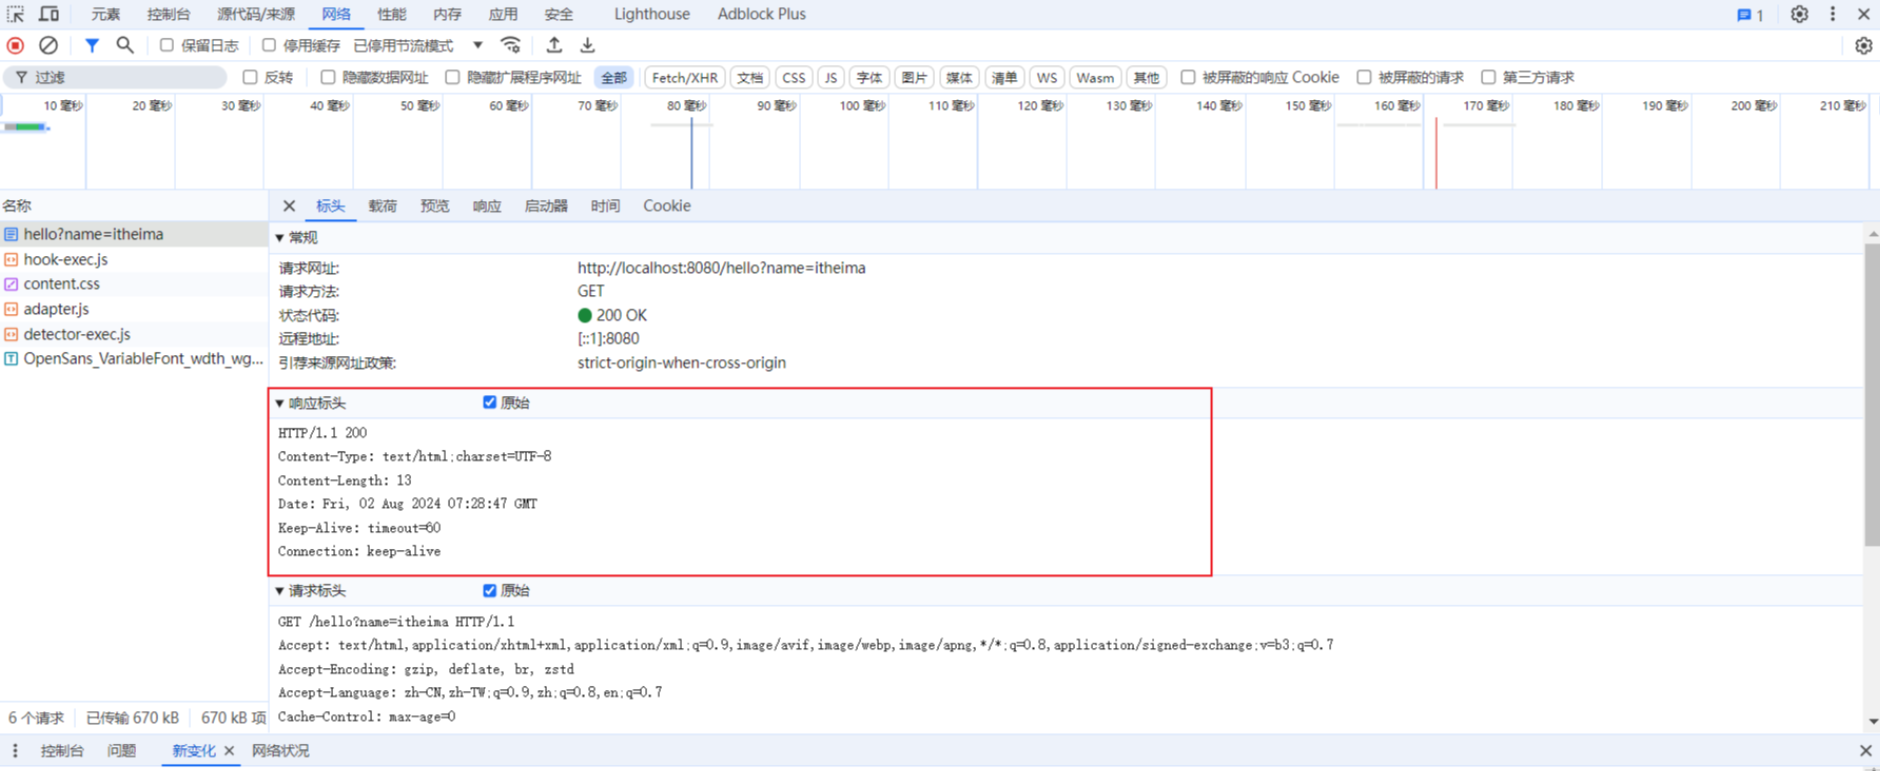 元素 控制台 源代码/来源 网络 性能 内存 应用 安全 Lighthouse Adblock Plus 1
保留日志 停用缓存 已停用节流模式
过滤 反转 隐藏数据网址 隐藏扩展程序网址 全部 Fetch/XHR 文档 CSS JS 字体 图片 媒体 清单 WS Wasm 其他 被屏蔽的响应 Cookie 被屏蔽的请求 第三方请求
10 毫秒 20 毫秒 30 毫秒 40 毫秒 50 毫秒 60 毫秒 70 毫秒 80 毫秒 90 毫秒 100 毫秒 110 毫秒 120 毫秒 130 毫秒 140 毫秒 150 毫秒 160 毫秒 170 毫秒 180 毫秒 190 毫秒 200 毫秒 210 毫秒
名称
hello?name=itheima
hook-exec.js
content.css
adapter.js
detector-exec.js
OpenSans_VariableFont_wdth_wg...
6 个请求 已传输 670 kB 670 kB 项
标头 载荷 预览 响应 启动器 时间 Cookie
常规
请求网址: http://localhost:8080/hello?name=itheima
请求方法: GET
状态代码: 200 OK
远程地址: [::1]:8080
引荐来源网址政策: strict-origin-when-cross-origin
响应标头 原始
HTTP/1.1 200
Content-Type: text/html;charset=UTF-8
Content-Length: 13
Date: Fri, 02 Aug 2024 07:28:47 GMT
Keep-Alive: timeout=60
Connection: keep-alive
请求标头 原始
GET /hello?name=itheima HTTP/1.1
Accept: text/html,application/xhtml+xml,application/xml;q=0.9,image/avif,image/webp,image/apng,*/*;q=0.8,application/signed-exchange;v=b3;q=0.7
Accept-Encoding: gzip, deflate, br, zstd
Accept-Language: zh-CN,zh-TW;q=0.9,zh;q=0.8,en;q=0.7
Cache-Control: max-age=0
控制台 问题 新变化 网络状况